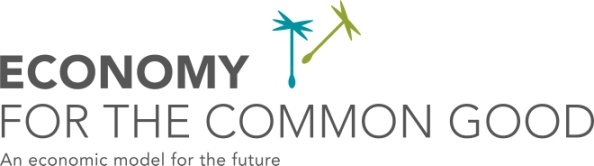 ECONOMY
FOR THE COMMON GOOD
An economic model for the future